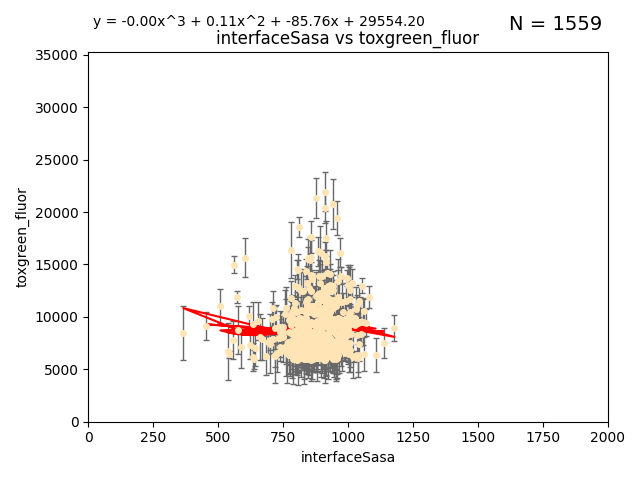 y = -0.00x^3 + 0.11x^2 + -85.76x + 29554.20
N = 1559
interfaceSasa vs toxgreen_fluor
35000
30000
25000
20000
15000
10000
5000
0
toxgreen_fluor
0 250 500 750 1000 1250 1500 1750 2000
interfaceSasa